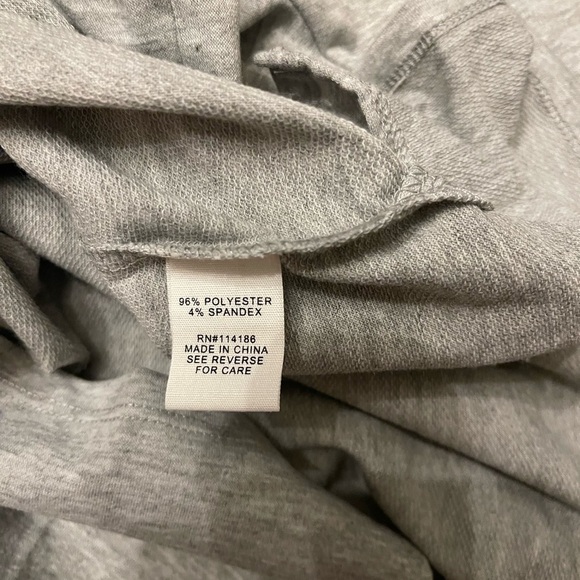 96% POLYESTER
4% SPANDEX
RN#114186
MADE IN CHINA
SEE REVERSE
FOR CARE